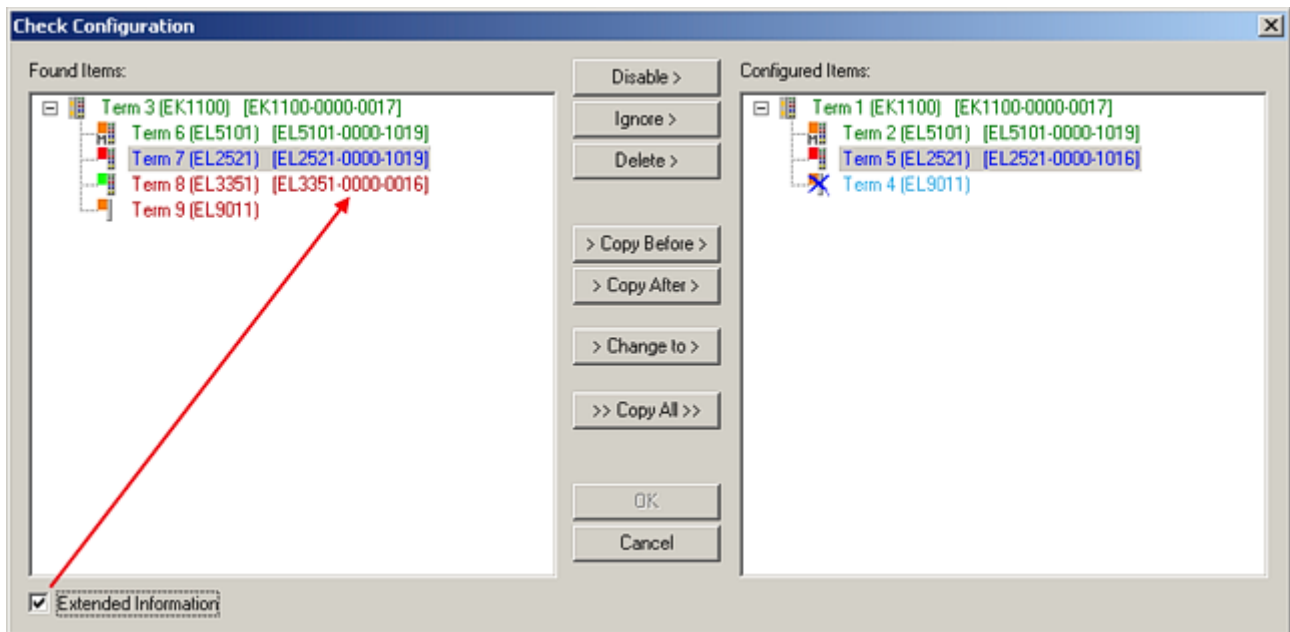 Check Configuration
Found Items:
Term 3 (EK1100) [EK1100-0000-0017]
Term 6 (EL5101) [EL5101-0000-1019]
Term 7 (EL2521) [EL2521-0000-1019]
Term 8 (EL3351) [EL3351-0000-0016]
Term 9 (EL9011)
Disable >
Ignore >
Delete >
> Copy Before >
> Copy After >
> Change to >
>> Copy All >>
OK
Cancel
Configured Items:
Term 1 (EK1100) [EK1100-0000-0017]
Term 2 (EL5101) [EL5101-0000-1019]
Term 5 (EL2521) [EL2521-0000-1016]
Term 4 (EL9011)
Extended Information